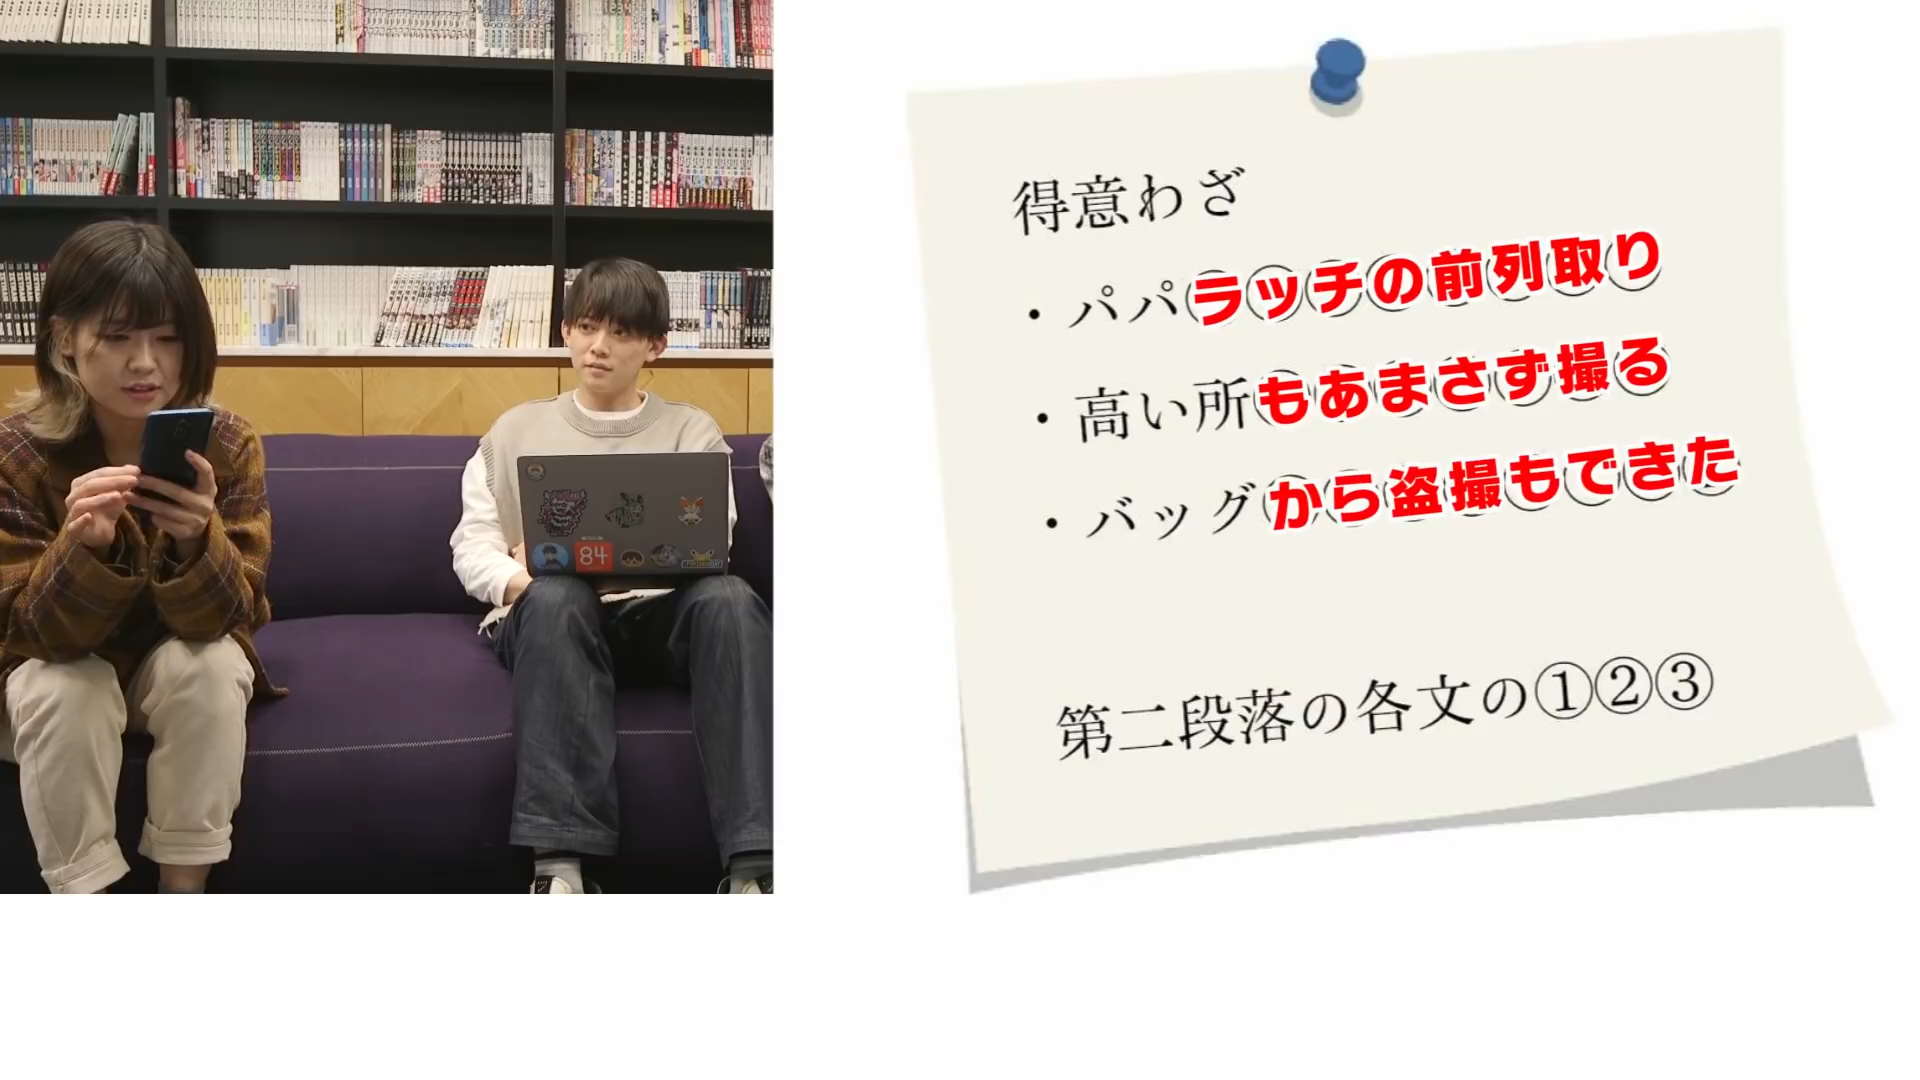 得意わざ
・パパラッチの前列取り
・高い所もあまさず撮る
・バッグから盗撮もできた
第二段落の各文の①②③
84